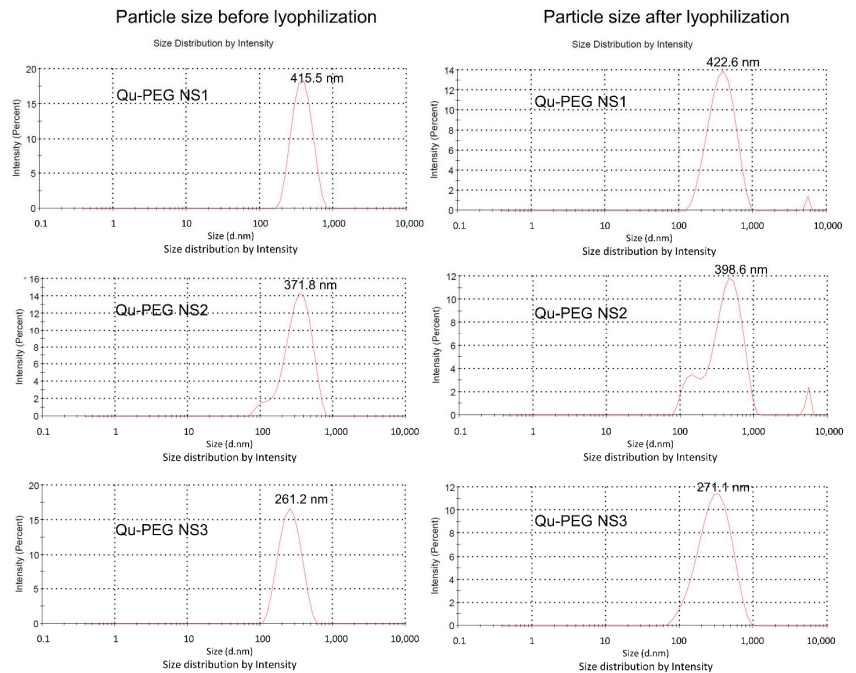 Particle size before lyophilization
Particle size after lyophilization
Size Distribution by Intensity
415.5 nm
Qu-PEG NS1
Intensity (Percent)
20
15
10
5
0
0.1 1 10 100 1,000 10,000
Size (d.nm)
Size distribution by Intensity
Size Distribution by Intensity
422.6 nm
Qu-PEG NS1
Intensity (Percent)
14
12
10
8
6
4
2
0
0.1 1 10 100 1,000 10,000
Size (d.nm)
Size distribution by Intensity
371.8 nm
Qu-PEG NS2
Intensity (Percent)
16
14
12
10
8
6
4
2
0
0.1 1 10 100 1,000 10,000
Size (d.nm)
Size distribution by Intensity
398.6 nm
Qu-PEG NS2
Intensity (Percent)
12
10
8
6
4
2
0
0.1 1 10 100 1,000 10,000
Size (d.nm)
Size distribution by Intensity
261.2 nm
Qu-PEG NS3
Intensity (Percent)
20
15
10
5
0
0.1 1 10 100 1,000 10,000
Size (d.nm)
Size distribution by Intensity
271.1 nm
Qu-PEG NS3
Intensity (Percent)
12
10
8
6
4
2
0
0.1 1 10 100 1,000 10,000
Size (d.nm)
Size distribution by Intensity